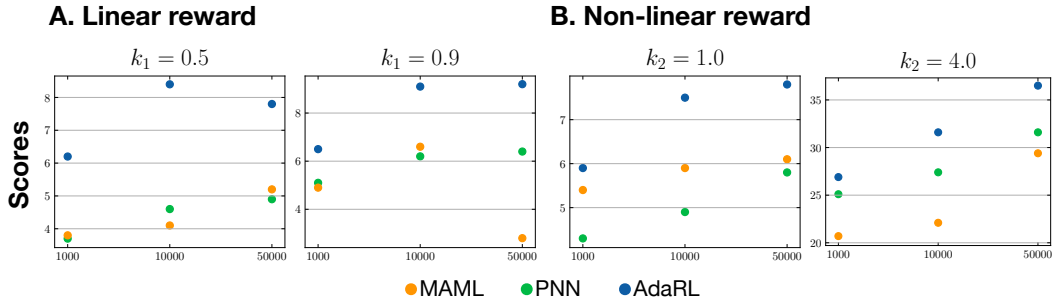 A. Linear reward
B. Non-linear reward
k₁ = 0.5
k₁ = 0.9
k₂ = 1.0
k₂ = 4.0
Scores
8
7
6
5
4
1000 10000 50000
8
6
4
1000 10000 50000
7
6
5
1000 10000 50000
35
30
25
20
1000 10000 50000
MAML PNN AdaRL